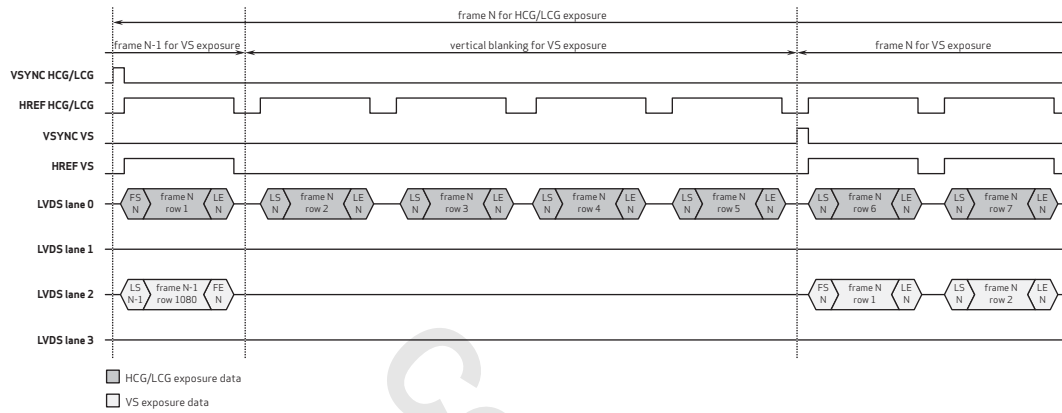 frame N for HCG/LCG exposure
frame N-1 for VS exposure
vertical blanking for VS exposure
frame N for VS exposure
VSYNC HCG/LCG
HREF HCG/LCG
VSYNC VS
HREF VS
LVDS lane 0
FS N
frame N row 1
LE N
LS N
frame N row 2
LE N
LS N
frame N row 3
LE N
LS N
frame N row 4
LE N
LS N
frame N row 5
LE N
LS N
frame N row 6
LE N
LS N
frame N row 7
LE N
LVDS lane 1
LVDS lane 2
LS N-1
frame N-1 row 1080
FE N
FS N
frame N row 1
LE N
LS N
frame N row 2
LE N
LVDS lane 3
HCG/LCG exposure data
VS exposure data